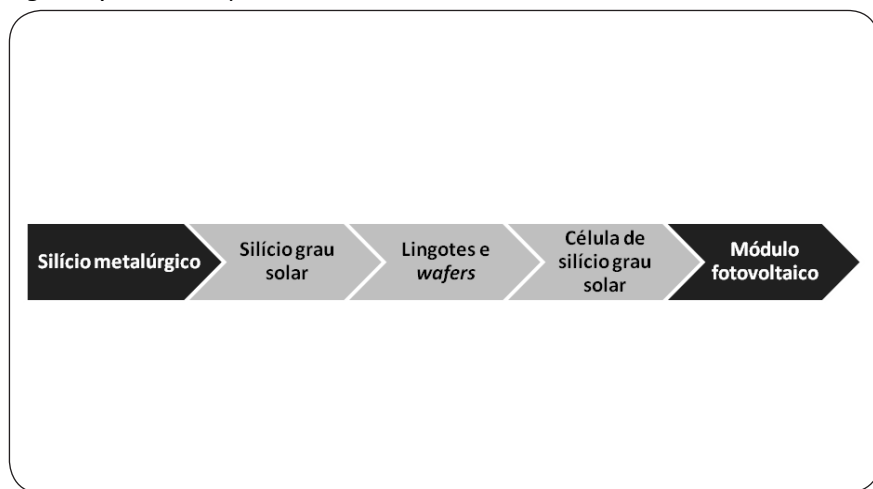 Silício metalúrgico
Silício grau
solar
Lingotes e
wafers
Célula de
silício grau
solar
Módulo
fotovoltaico